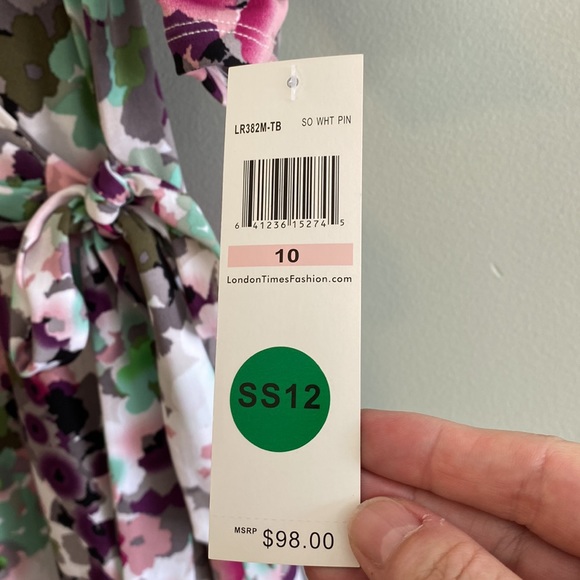 LR382M-TB SO WHT PIN
6 41236 15274 5
10
LondonTimesFashion.com
SS12
MSRP $98.00